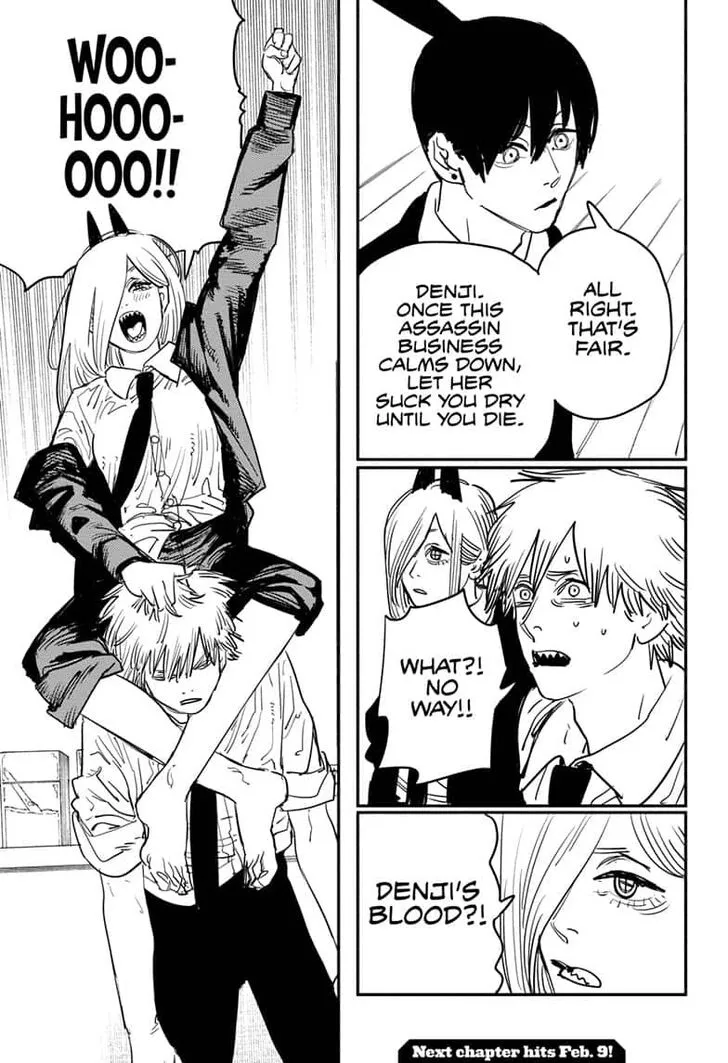 ALL
RIGHT.
THAT'S
FAIR.
DENJI.
ONCE THIS
ASSASSIN
BUSINESS
CALMS DOWN,
LET HER
SUCK YOU DRY
UNTIL YOU DIE.
WHAT?!
NO
WAY!!
DENJI'S
BLOOD?!
WOO-
HOOO-
OOO!!
Next chapter hits Feb. 9!